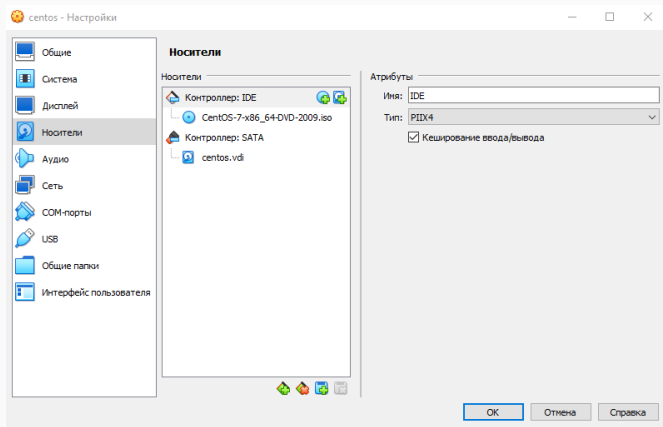 centos - Настройки
Общие
Система
Дисплей
Носители
Аудио
Сеть
COM-порты
USB
Общие папки
Интерфейс пользователя
Носители
Носители
Контроллер: IDE
CentOS-7-x86_64-DVD-2009.iso
Контроллер: SATA
centos.vdi
Атрибуты
Имя: IDE
Тип: PIIX4
Кеширование ввода/вывода
OK Отмена Справка